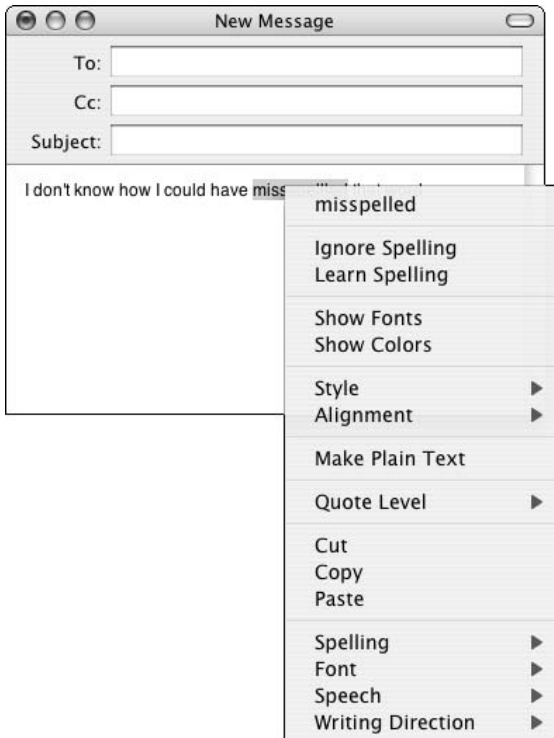 New Message
To:
Cc:
Subject:
I don't know how I could have
misspelled
Ignore Spelling
Learn Spelling
Show Fonts
Show Colors
Style
Alignment
Make Plain Text
Quote Level
Cut
Copy
Paste
Spelling
Font
Speech
Writing Direction